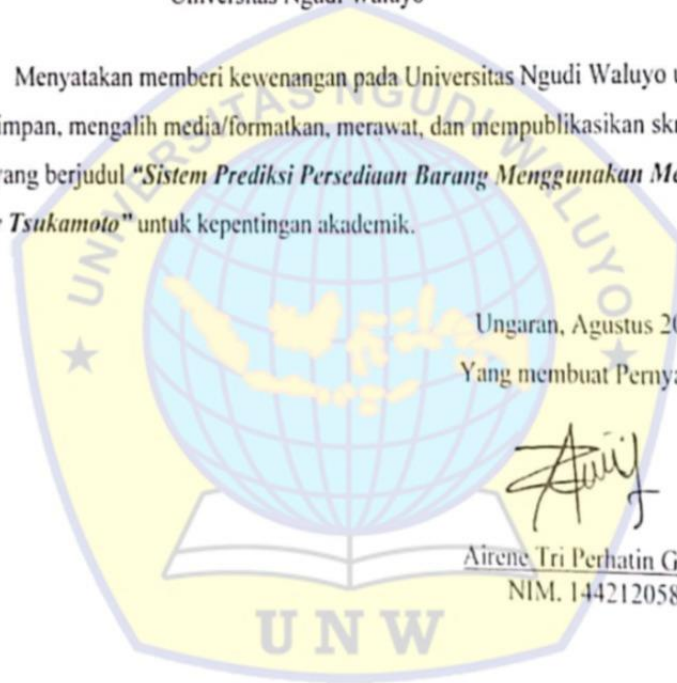 Universitas Ngudi Waluyo
Menyatakan memberi kewenangan pada Universitas Ngudi Waluyo u
impan, mengalih media/formatkan, merawat, dan mempublikasikan skr
ang berjudul "Sistem Prediksi Persediaan Barang Menggunakan Me
Tsukamoto" untuk kepentingan akademik.
Ungaran, Agustus 20
Yang membuat Pernya
Airene Tri Perhatin G
NIM. 144212058
UNIVERSITAS NGUDI WALUYO
UNW